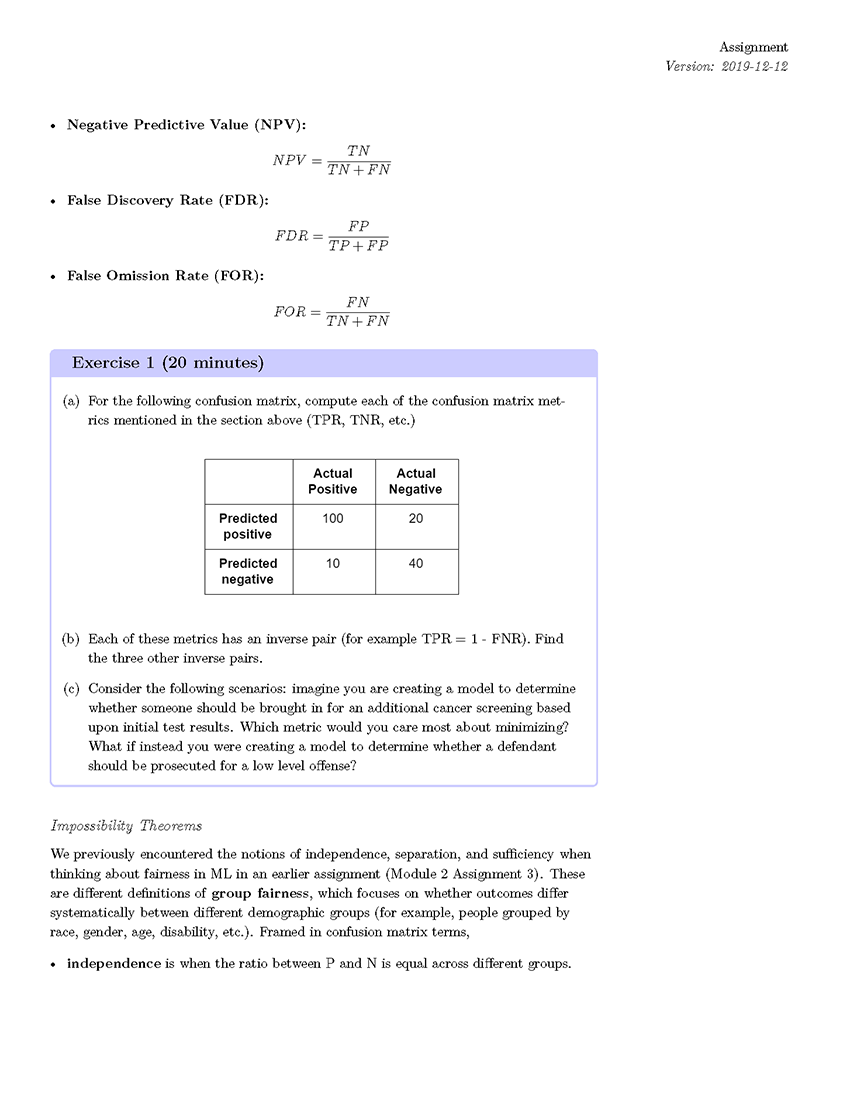 Assignment
Version: 2019-12-12
• Negative Predictive Value (NPV):
NPV = TN / TN + FN
• False Discovery Rate (FDR):
FDR = FP / TP + FP
• False Omission Rate (FOR):
FOR = FN / TN + FN
Exercise 1 (20 minutes)
(a) For the following confusion matrix, compute each of the confusion matrix met-
rics mentioned in the section above (TPR, TNR, etc.)
Actual Positive Actual Negative
Predicted positive 100 20
Predicted negative 10 40
(b) Each of these metrics has an inverse pair (for example TPR = 1 - FNR). Find
the three other inverse pairs.
(c) Consider the following scenarios: imagine you are creating a model to determine
whether someone should be brought in for an additional cancer screening based
upon initial test results. Which metric would you care most about minimizing?
What if instead you were creating a model to determine whether a defendant
should be prosecuted for a low level offense?
Impossibility Theorems
We previously encountered the notions of independence, separation, and sufficiency when
thinking about fairness in ML in an earlier assignment (Module 2 Assignment 3). These
are different definitions of group fairness, which focuses on whether outcomes differ
systematically between different demographic groups (for example, people grouped by
race, gender, age, disability, etc.). Framed in confusion matrix terms,
• independence is when the ratio between P and N is equal across different groups.